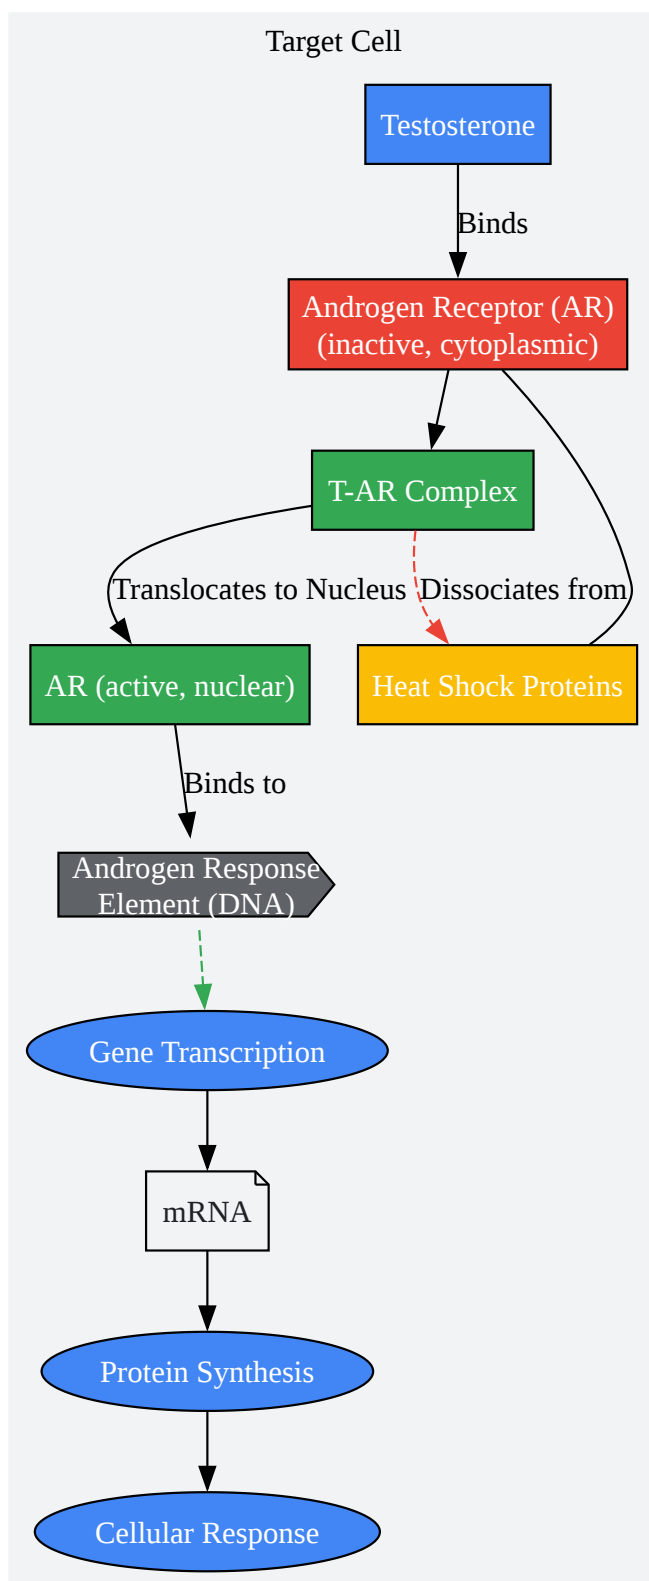 Target Cell
Testosterone
Binds
Androgen Receptor (AR)
(inactive, cytoplasmic)
T-AR Complex
Translocates to Nucleus
Dissociates from
AR (active, nuclear)
Heat Shock Proteins
Binds to
Androgen Response
Element (DNA)
Gene Transcription
mRNA
Protein Synthesis
Cellular Response